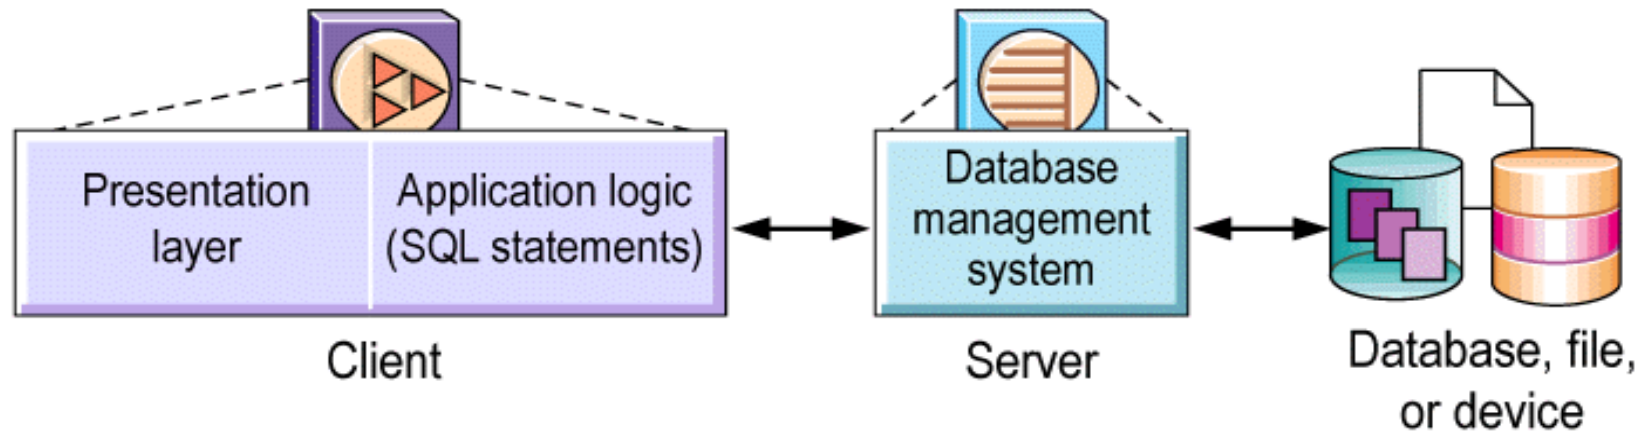 Presentation
layer
Application logic
(SQL statements)
Database
management
system
Client
Server
Database, file,
or device